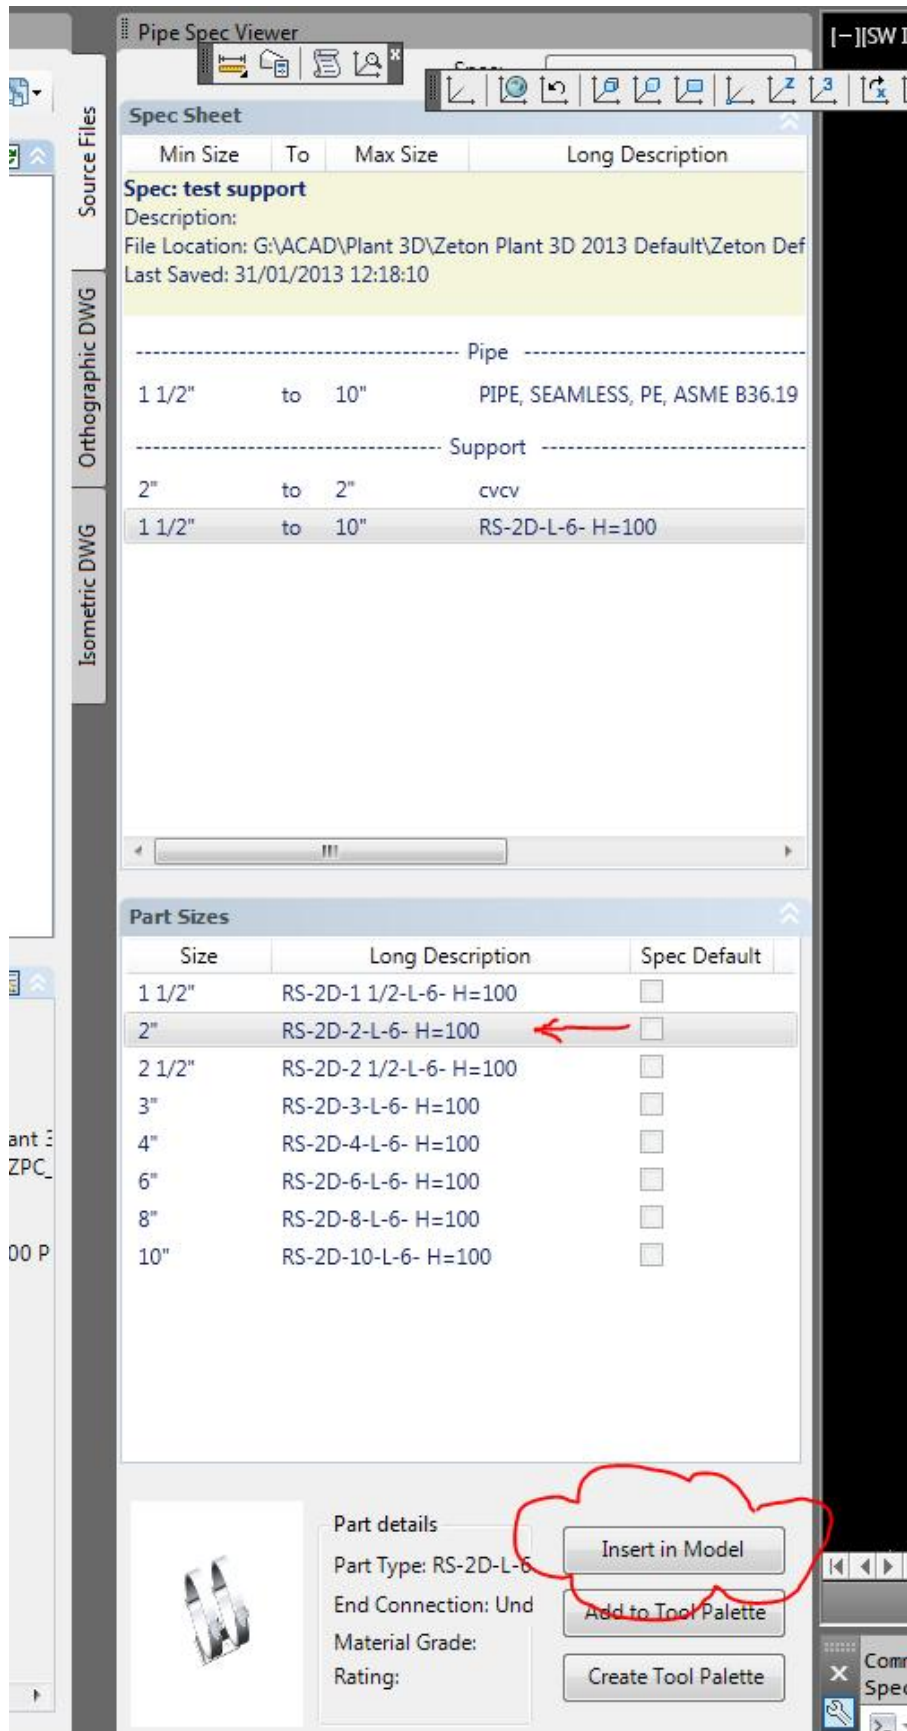 Pipe Spec Viewer
[−][SW I
Spec Sheet
Min Size To Max Size Long Description
Spec: test support
Description:
File Location: G:\ACAD\Plant 3D\Zeton Plant 3D 2013 Default\Zeton Def
Last Saved: 31/01/2013 12:18:10
Pipe
1 1/2" to 10" PIPE, SEAMLESS, PE, ASME B36.19
Support
2" to 2" cvcv
1 1/2" to 10" RS-2D-L-6- H=100
Source Files
Orthographic DWG
Isometric DWG
Part Sizes
Size Long Description Spec Default
1 1/2" RS-2D-1 1/2-L-6- H=100
2" RS-2D-2-L-6- H=100
2 1/2" RS-2D-2 1/2-L-6- H=100
3" RS-2D-3-L-6- H=100
4" RS-2D-4-L-6- H=100
6" RS-2D-6-L-6- H=100
8" RS-2D-8-L-6- H=100
10" RS-2D-10-L-6- H=100
ant 3
ZPC_
00 P
Part details
Part Type: RS-2D-L-6
End Connection: Und
Material Grade:
Rating:
Insert in Model
Add to Tool Palette
Create Tool Palette
Comm
Spec